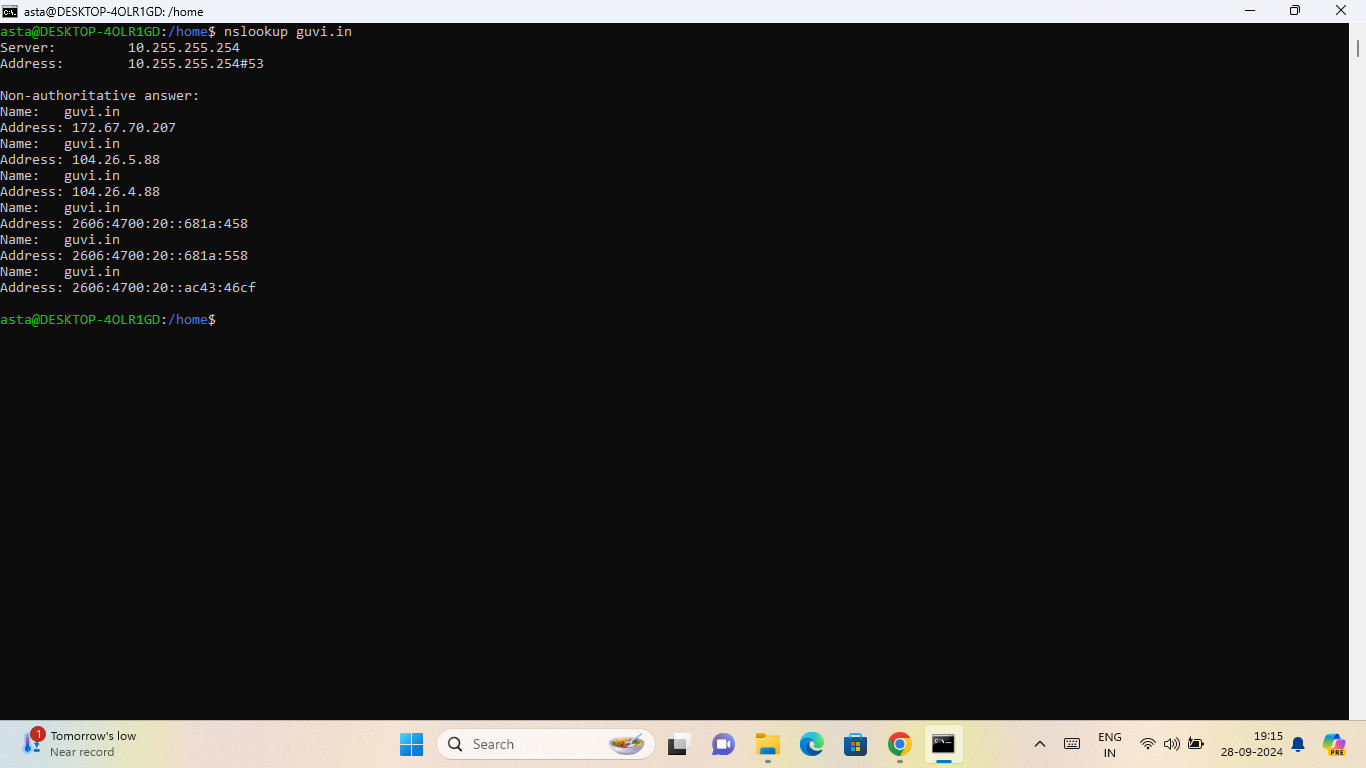 asta@DESKTOP-4OLR1GD: /home
asta@DESKTOP-4OLR1GD:/home$ nslookup guvi.in
Server:         10.255.255.254
Address:        10.255.255.254#53

Non-authoritative answer:
Name:   guvi.in
Address: 172.67.70.207
Name:   guvi.in
Address: 104.26.5.88
Name:   guvi.in
Address: 104.26.4.88
Name:   guvi.in
Address: 2606:4700:20::681a:458
Name:   guvi.in
Address: 2606:4700:20::681a:558
Name:   guvi.in
Address: 2606:4700:20::ac43:46cf

asta@DESKTOP-4OLR1GD:/home$
1
Tomorrow's low
Near record
Search
ENG
IN
19:15
28-09-2024
PRE